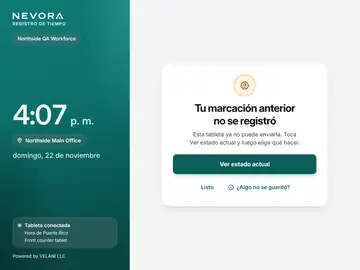 NEVORA
REGISTRO DE TIEMPO
Northside QA Workforce
4:07 p. m.
Northside Main Office
domingo, 22 de noviembre
Tableta conectada
Hora de Puerto Rico
Front counter tablet
Powered by VELANI LLC
Tu marcación anterior
no se registró
Esta tableta ya no puede enviarla. Toca
Ver estado actual y luego elige qué hacer.
Ver estado actual
Listo
¿Algo no se guardó?